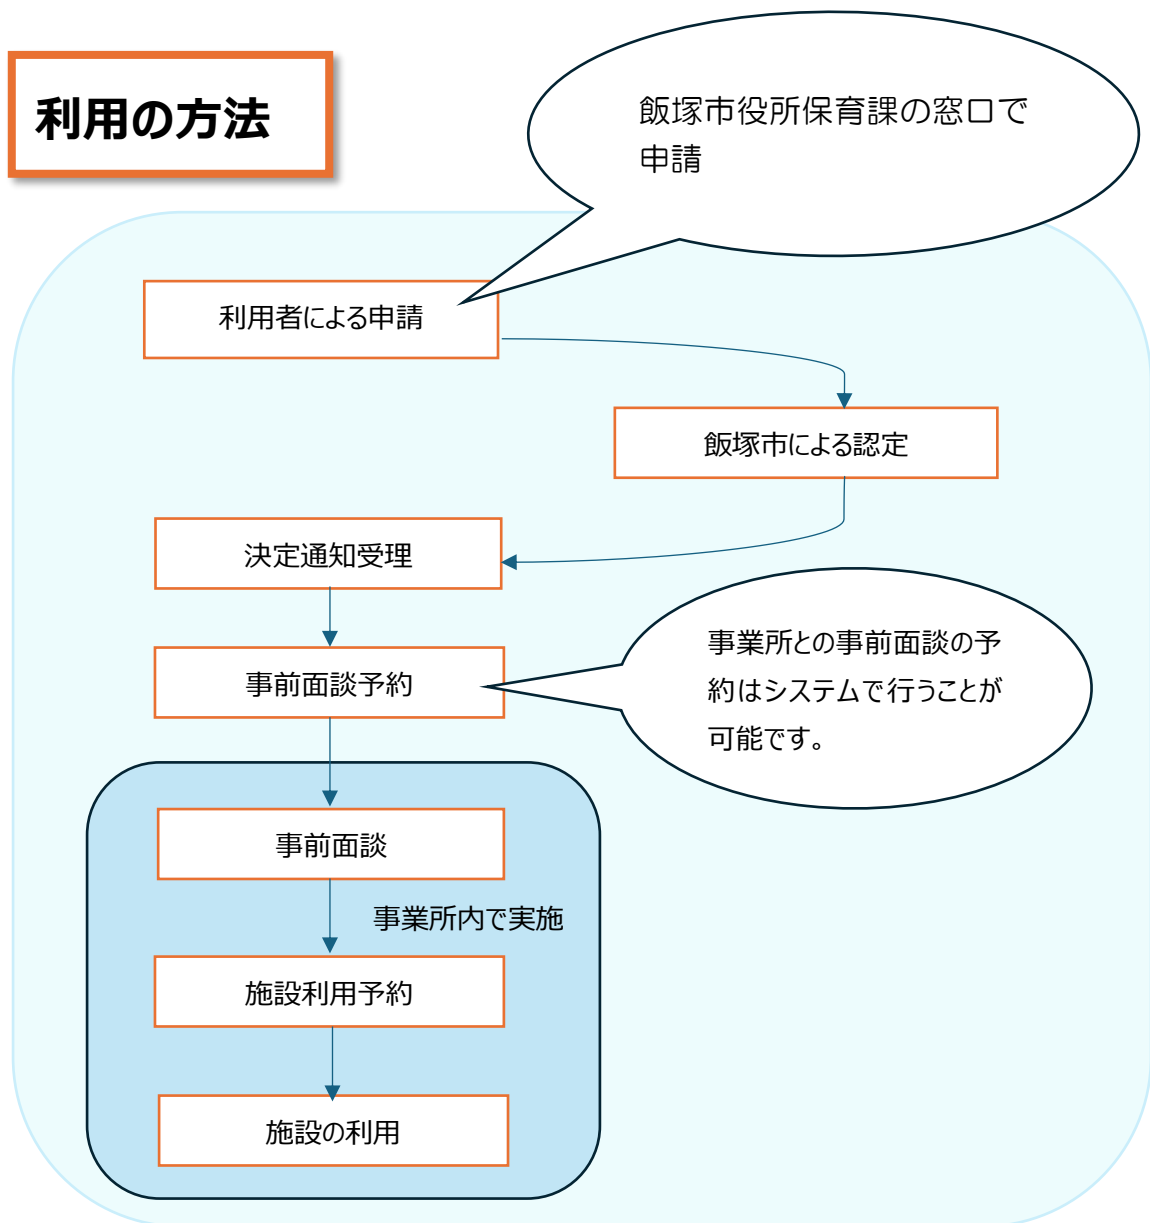 利用の方法
飯塚市役所保育課の窓口で
申請
利用者による申請
飯塚市による認定
決定通知受理
事前面談予約
事業所との事前面談の予
約はシステムで行うことが
可能です。
事前面談
事業所内で実施
施設利用予約
施設の利用